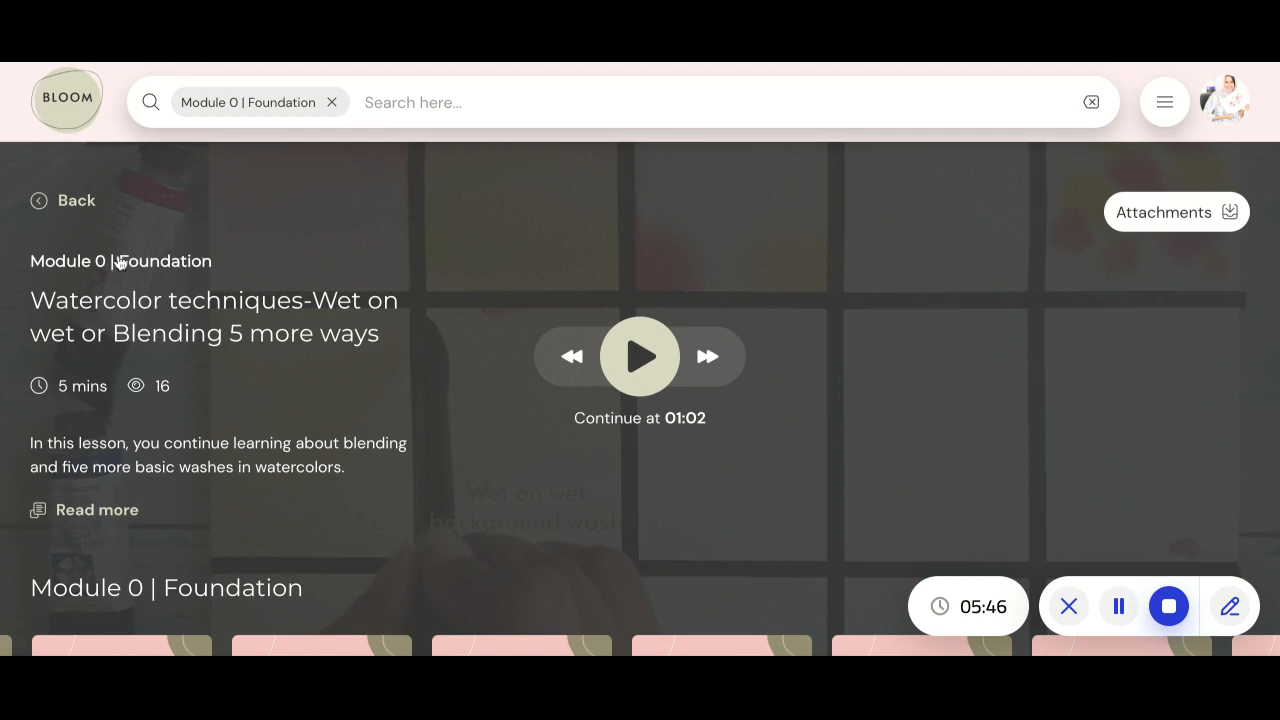 BLOOM
Module 0 | Foundation
Search here...
Back
Attachments
Module 0 | Foundation
Watercolor techniques-Wet on
wet or Blending 5 more ways
5 mins
16
Continue at 01:02
In this lesson, you continue learning about blending
and five more basic washes in watercolors.
Wet on wet
background wash
Read more
Module 0 | Foundation
05:46